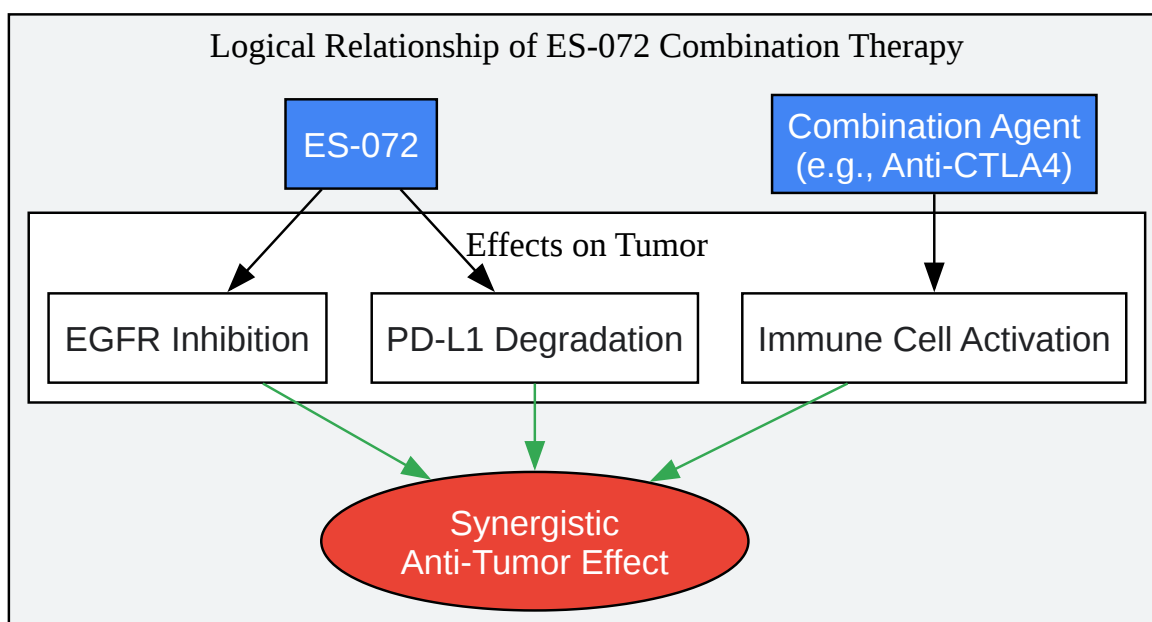 Logical Relationship of ES-072 Combination Therapy
ES-072
Combination Agent
(e.g., Anti-CTLA4)
Effects on Tumor
EGFR Inhibition
PD-L1 Degradation
Immune Cell Activation
Synergistic
Anti-Tumor Effect